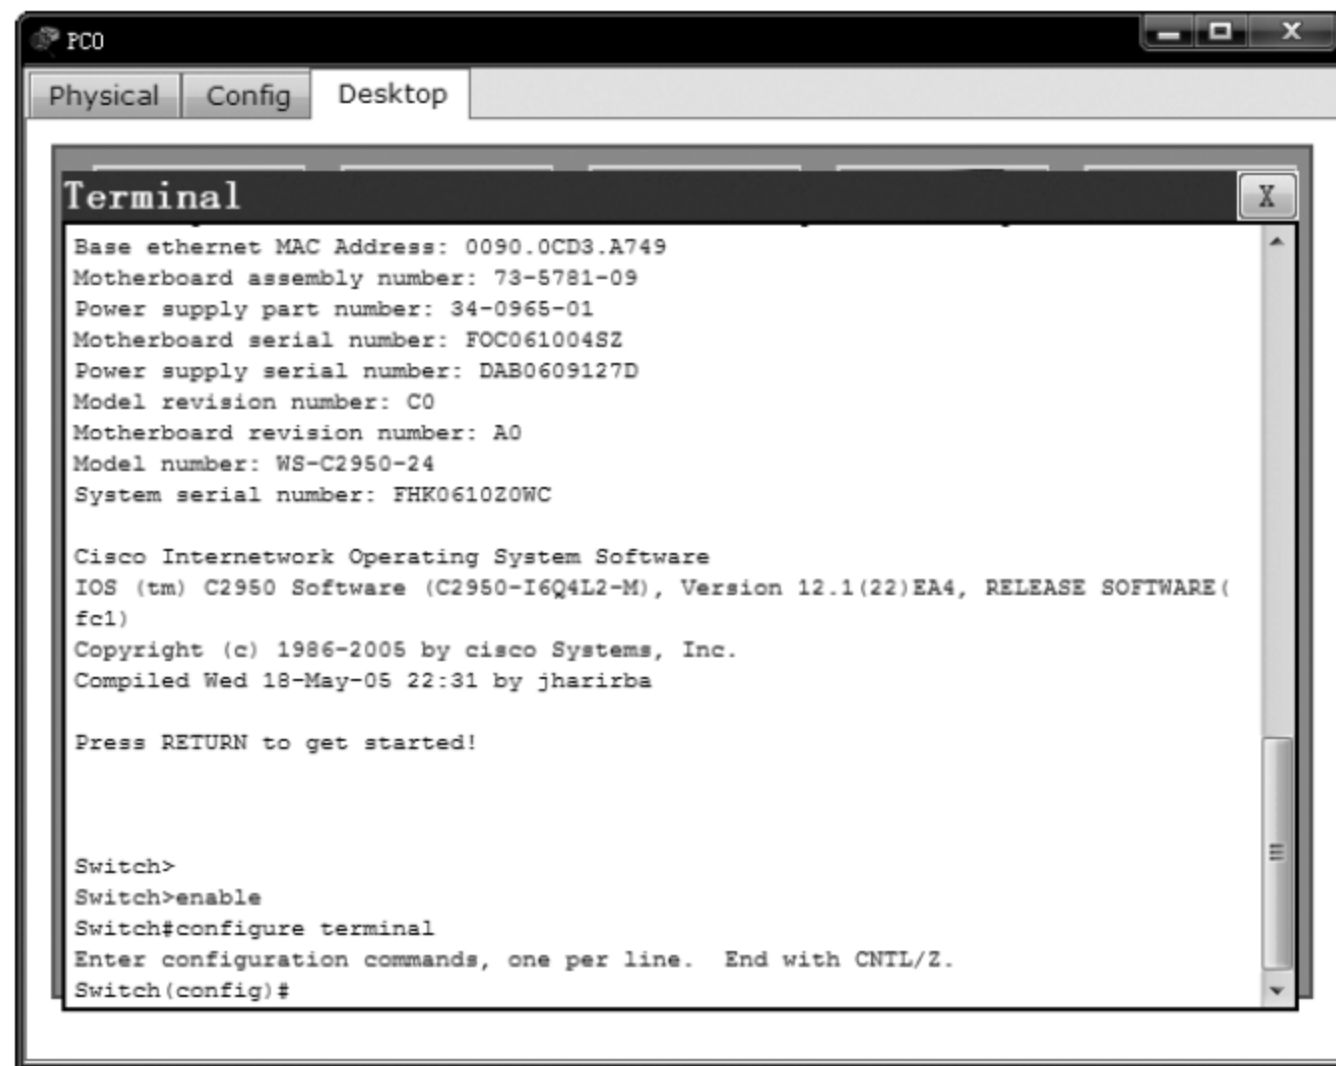 PC0
Physical Config Desktop
Terminal
X
Base ethernet MAC Address: 0090.0CD3.A749
Motherboard assembly number: 73-5781-09
Power supply part number: 34-0965-01
Motherboard serial number: FOC061004SZ
Power supply serial number: DAB0609127D
Model revision number: C0
Motherboard revision number: A0
Model number: WS-C2950-24
System serial number: FHK0610Z0WC
Cisco Internetwork Operating System Software
IOS (tm) C2950 Software (C2950-I6Q4L2-M), Version 12.1(22)EA4, RELEASE SOFTWARE(
fc1)
Copyright (c) 1986-2005 by cisco Systems, Inc.
Compiled Wed 18-May-05 22:31 by jharirba
Press RETURN to get started!
Switch>
Switch>enable
Switch#configure terminal
Enter configuration commands, one per line.  End with CNTL/Z.
Switch(config)#